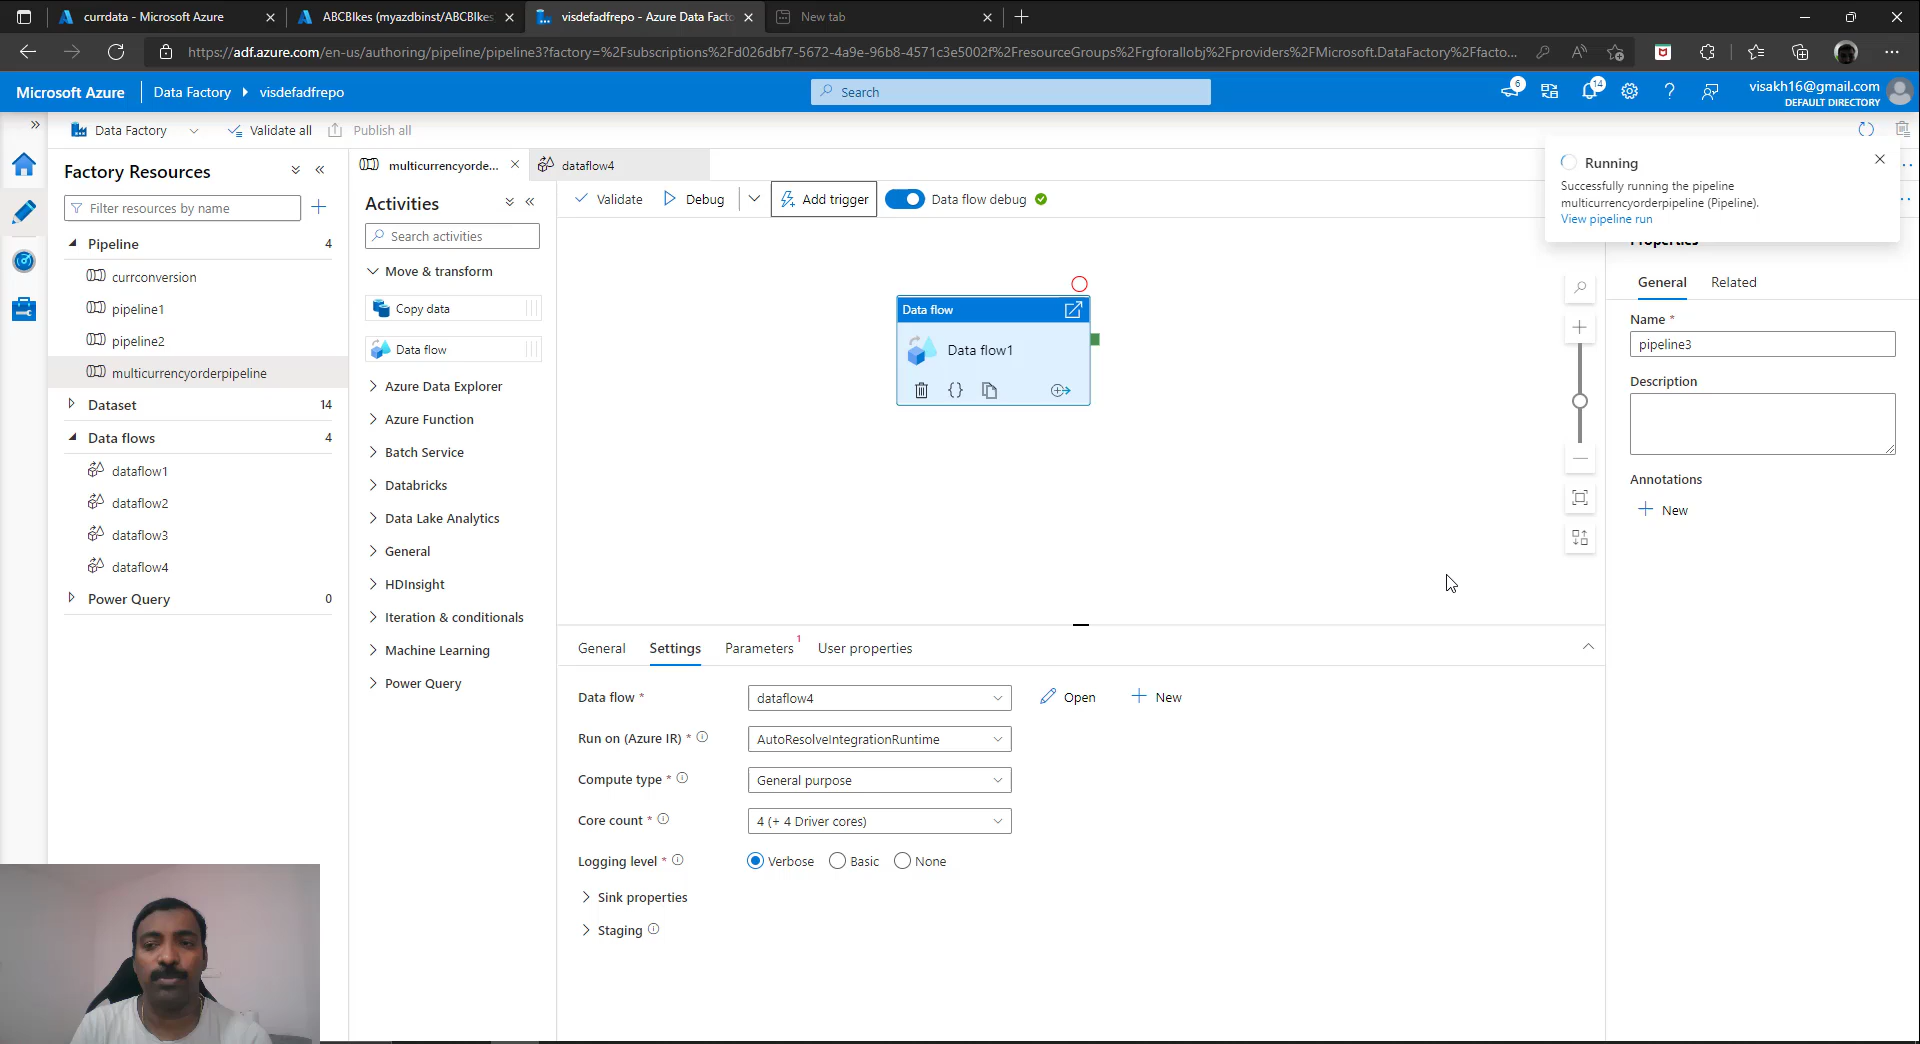 currdata - Microsoft Azure
ABCBIkes (myazdbinst/ABCBIkes
visdefadfrepo - Azure Data Facto
New tab
https://adf.azure.com/en-us/authoring/pipeline/pipeline3?factory=%2Fsubscriptions%2Fd026dbf7-5672-4a9e-96b8-4571c3e5002f%2FresourceGroups%2Frgforallobj%2Fproviders%2FMicrosoft.DataFactory%2Ffacto...
Microsoft Azure
Data Factory
visdefadfrepo
Search
6
14
visakh16@gmail.com
DEFAULT DIRECTORY
Data Factory
Validate all
Publish all
Running
Successfully running the pipeline
multicurrencyorderpipeline (Pipeline).
View pipeline run
Factory Resources
Filter resources by name
Pipeline 4
currconversion
pipeline1
pipeline2
multicurrencyorderpipeline
Dataset 14
Data flows 4
dataflow1
dataflow2
dataflow3
dataflow4
Power Query 0
multicurrencyorde...
dataflow4
Activities
Search activities
Move & transform
Copy data
Data flow
Azure Data Explorer
Azure Function
Batch Service
Databricks
Data Lake Analytics
General
HDInsight
Iteration & conditionals
Machine Learning
Power Query
Validate
Debug
Add trigger
Data flow debug
Data flow
Data flow1
General
Settings
Parameters 1
User properties
Data flow *
dataflow4
Open
New
Run on (Azure IR) *
AutoResolveIntegrationRuntime
Compute type *
General purpose
Core count *
4 (+ 4 Driver cores)
Logging level *
Verbose
Basic
None
Sink properties
Staging
Properties
General
Related
Name *
pipeline3
Description
Annotations
New